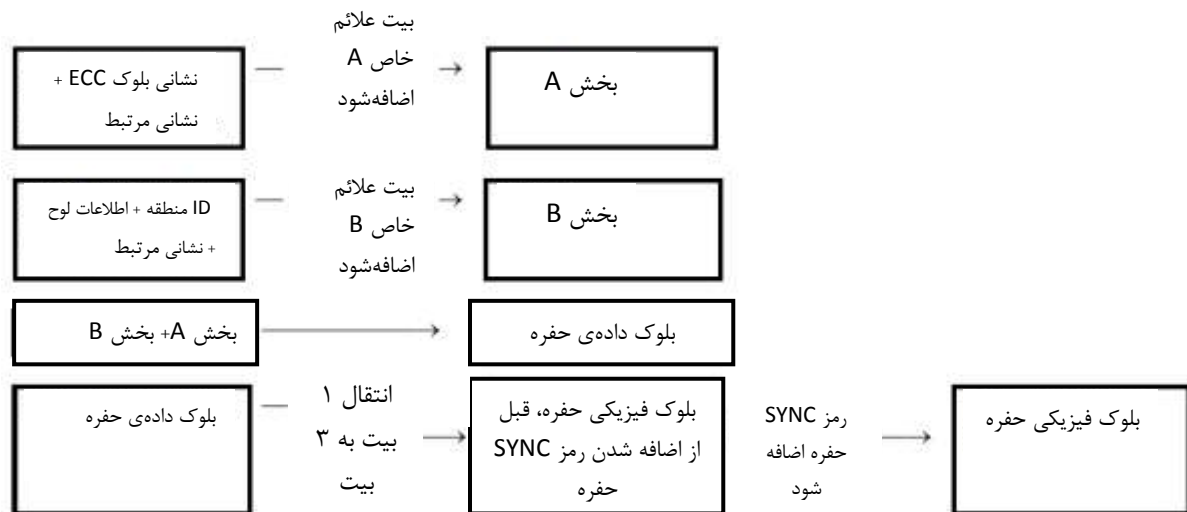 نشانی بلوک ECC +
نشانی مرتبط
بیت علائم
خاص A
اضافه‌شود
بخش A
ID منطقه + اطلاعات لوح
+ نشانی مرتبط
بیت علائم
خاص B
اضافه‌شود
بخش B
بخش A+ بخش B
بلوک داده‌ی حفره
بلوک داده‌ی حفره
انتقال ۱
بیت به ۳
بیت
بلوک فیزیکی حفره، قبل
از اضافه شدن رمز SYNC
حفره
رمز SYNC
حفره اضافه
شود
بلوک فیزیکی حفره